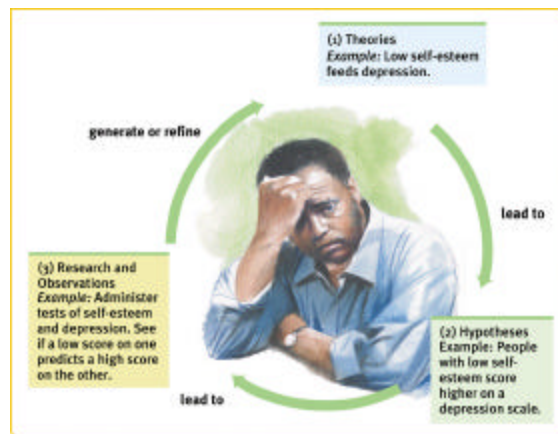 (1) Theories
Example: Low self-esteem
feeds depression.
generate or refine
lead to
(3) Research and
Observations
Example: Administer
tests of self-esteem
and depression. See
if a low score on one
predicts a high score
on the other.
(2) Hypotheses
Example: People
with low self-
esteem score
higher on a
depression scale.
lead to